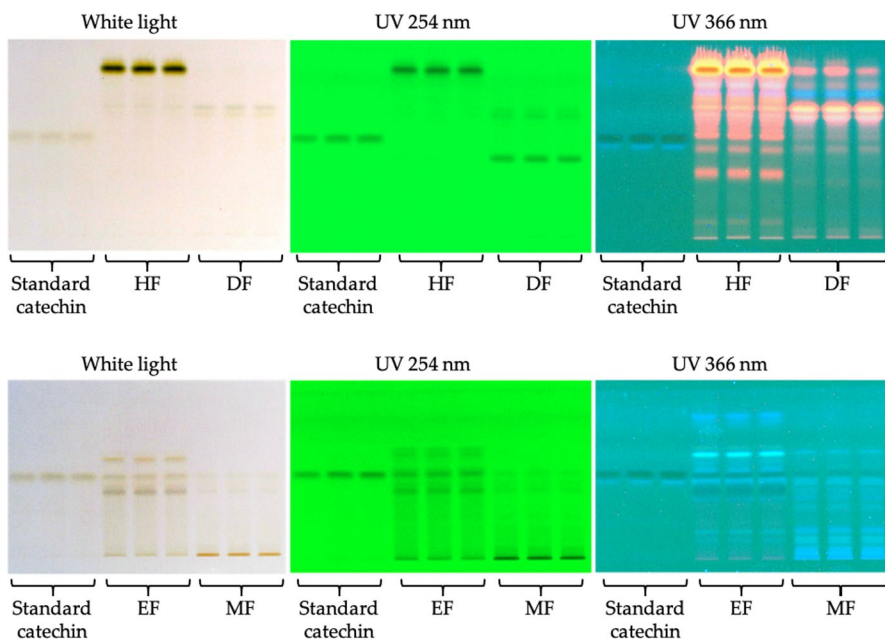 White light UV 254 nm UV 366 nm
Standard catechin HF DF Standard catechin HF DF Standard catechin HF DF
White light UV 254 nm UV 366 nm
Standard catechin EF MF Standard catechin EF MF Standard catechin EF MF